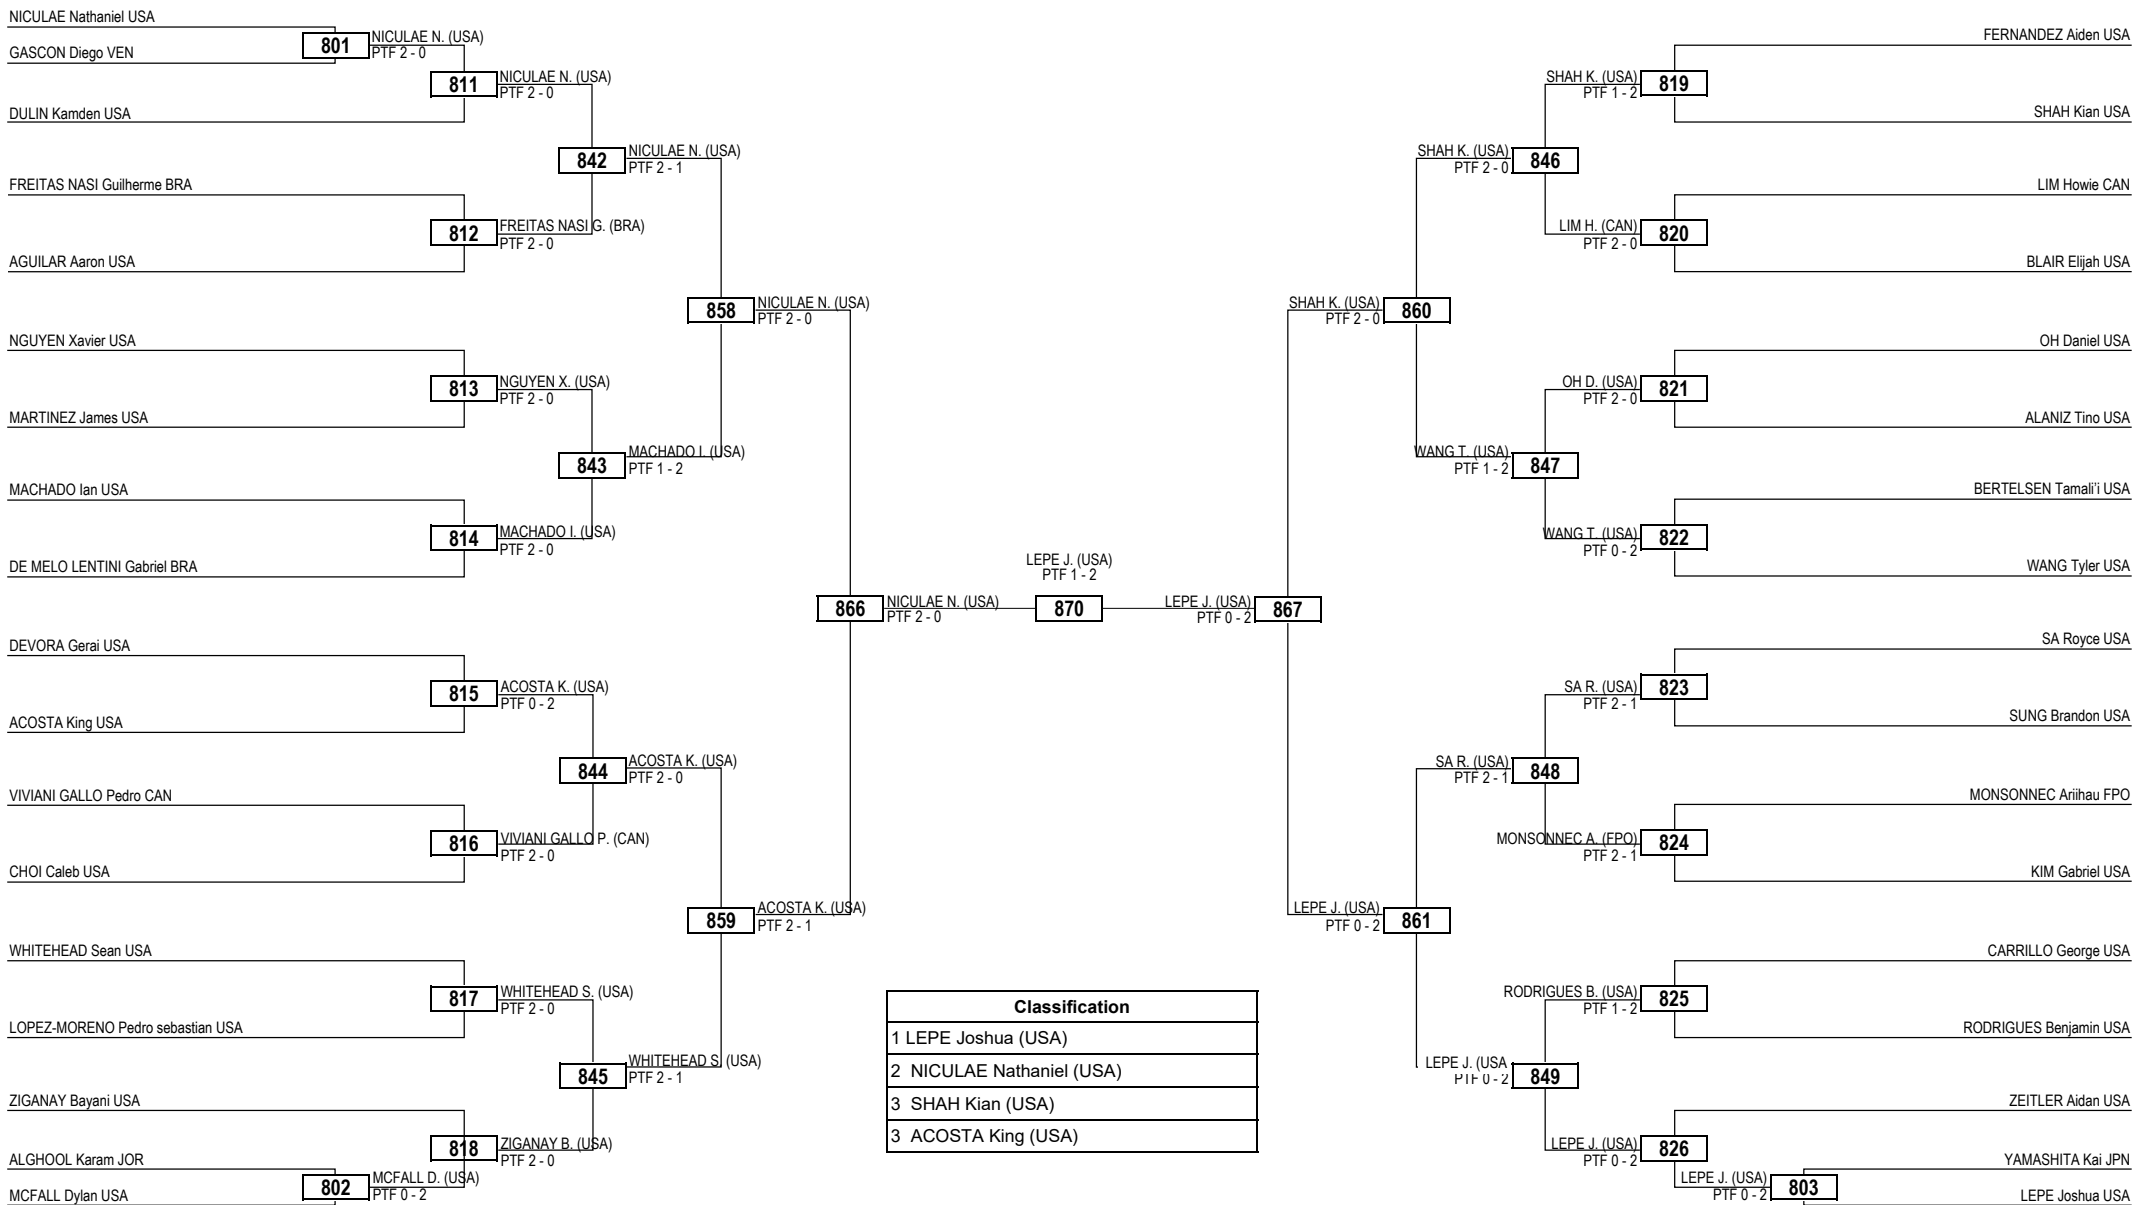 NICULAE Nathaniel USA
801
NICULAE N. (USA)
PTF 2 - 0
GASCON Diego VEN
811
NICULAE N. (USA)
PTF 2 - 0
DULIN Kamden USA
842
NICULAE N. (USA)
PTF 2 - 1
FREITAS NASI Guilherme BRA
812
FREITAS NASI G. (BRA)
PTF 2 - 0
AGUILAR Aaron USA
858
NICULAE N. (USA)
PTF 2 - 0
NGUYEN Xavier USA
813
NGUYEN X. (USA)
PTF 2 - 0
MARTINEZ James USA
843
MACHADO I. (USA)
PTF 1 - 2
MACHADO Ian USA
814
MACHADO I. (USA)
PTF 2 - 0
DE MELO LENTINI Gabriel BRA
866
NICULAE N. (USA)
PTF 2 - 0
DEVORA Gerai USA
815
ACOSTA K. (USA)
PTF 0 - 2
ACOSTA King USA
844
ACOSTA K. (USA)
PTF 2 - 0
VIVIANI GALLO Pedro CAN
816
VIVIANI GALLO P. (CAN)
PTF 2 - 0
CHOI Caleb USA
859
ACOSTA K. (USA)
PTF 2 - 1
WHITEHEAD Sean USA
817
WHITEHEAD S. (USA)
PTF 2 - 0
LOPEZ-MORENO Pedro sebastian USA
845
WHITEHEAD S. (USA)
PTF 2 - 1
ZIGANAY Bayani USA
818
ZIGANAY B. (USA)
PTF 2 - 0
ALGHOOL Karam JOR
802
MCFALL D. (USA)
PTF 0 - 2
MCFALL Dylan USA
LEPE J. (USA)
PTF 1 - 2
870
Classification
1 LEPE Joshua (USA)
2 NICULAE Nathaniel (USA)
3 SHAH Kian (USA)
3 ACOSTA King (USA)
FERNANDEZ Aiden USA
SHAH K. (USA)
PTF 1 - 2
819
SHAH Kian USA
SHAH K. (USA)
PTF 2 - 0
846
LIM Howie CAN
LIM H. (CAN)
PTF 2 - 0
820
BLAIR Elijah USA
SHAH K. (USA)
PTF 2 - 0
860
OH Daniel USA
OH D. (USA)
PTF 2 - 0
821
ALANIZ Tino USA
WANG T. (USA)
PTF 1 - 2
847
BERTELSEN Tamali'i USA
WANG T. (USA)
PTF 0 - 2
822
WANG Tyler USA
LEPE J. (USA)
PTF 0 - 2
867
SA Royce USA
SA R. (USA)
PTF 2 - 1
823
SUNG Brandon USA
SA R. (USA)
PTF 2 - 1
848
MONSONNEC Ariihau FPO
MONSONNEC A. (FPO)
PTF 2 - 1
824
KIM Gabriel USA
LEPE J. (USA)
PTF 0 - 2
861
CARRILLO George USA
RODRIGUES B. (USA)
PTF 1 - 2
825
RODRIGUES Benjamin USA
LEPE J. (USA
PTF 0 - 2
849
ZEITLER Aidan USA
LEPE J. (USA)
PTF 0 - 2
826
YAMASHITA Kai JPN
LEPE J. (USA)
PTF 0 - 2
803
LEPE Joshua USA